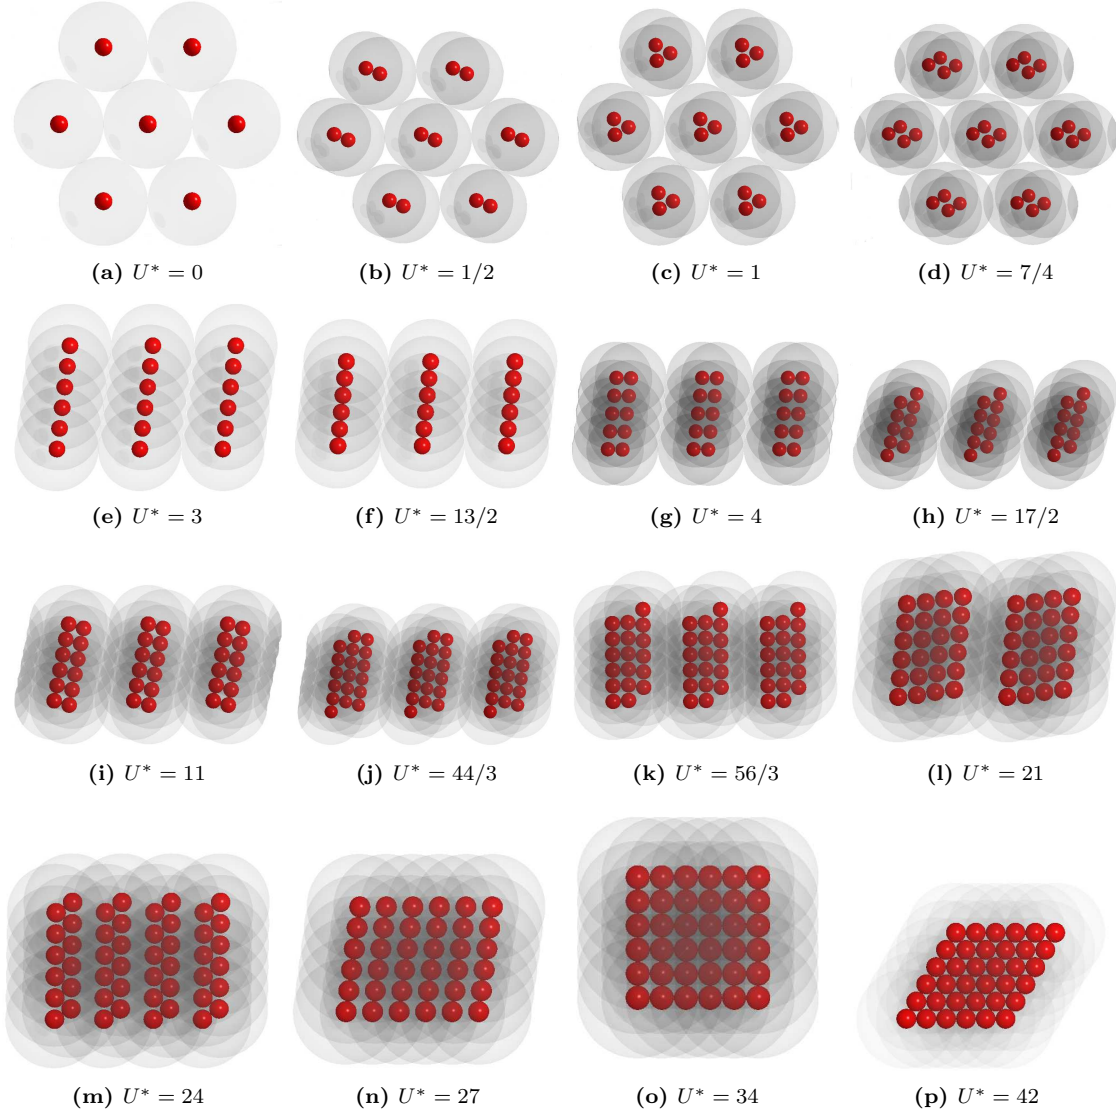 (a) U* = 0
(b) U* = 1/2
(c) U* = 1
(d) U* = 7/4
(e) U* = 3
(f) U* = 13/2
(g) U* = 4
(h) U* = 17/2
(i) U* = 11
(j) U* = 44/3
(k) U* = 56/3
(l) U* = 21
(m) U* = 24
(n) U* = 27
(o) U* = 34
(p) U* = 42